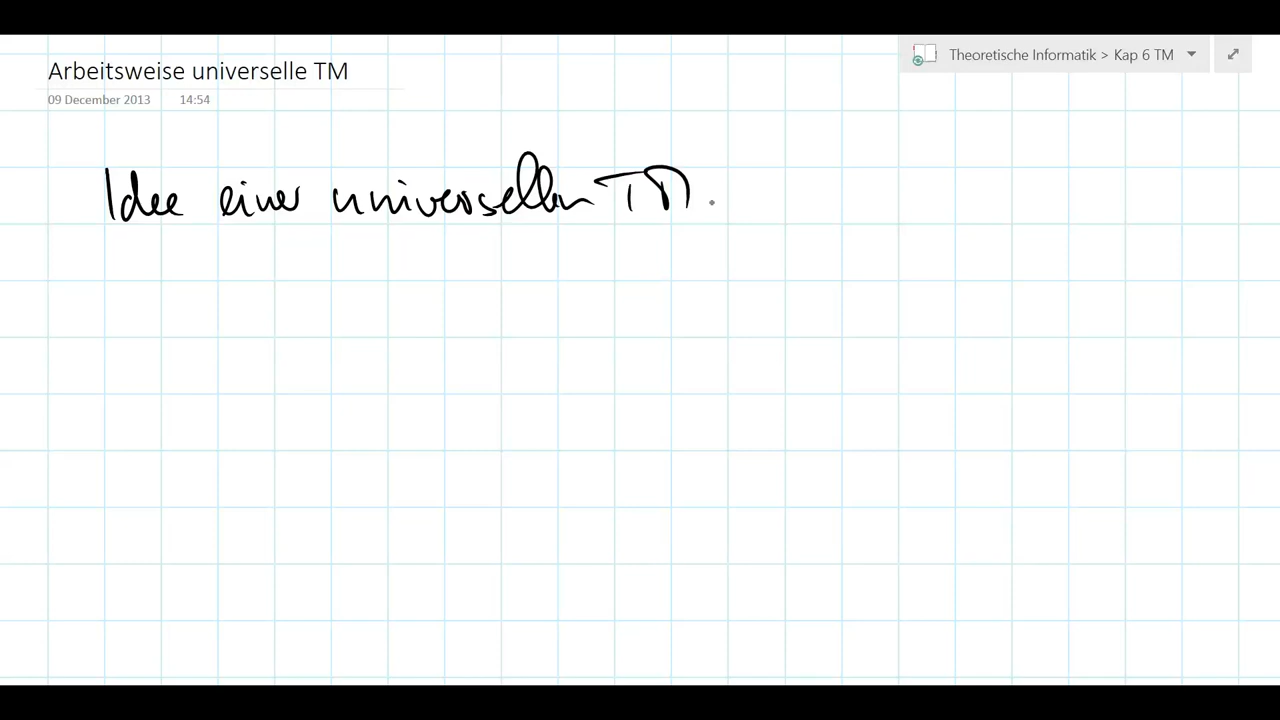 Theoretische Informatik > Kap 6 TM
Arbeitsweise universelle TM
09 December 2013 14:54
Idee einer universellen TM